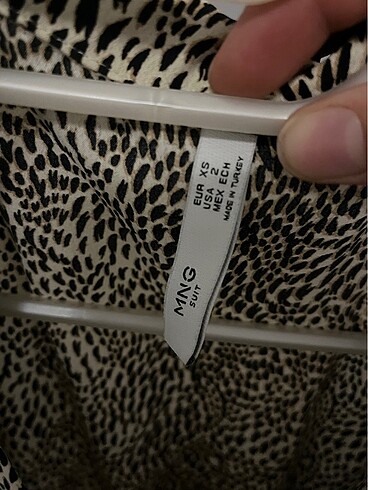 EUR XS
USA 2
MEX ECH
MADE IN TURKEY
MNG
SUIT